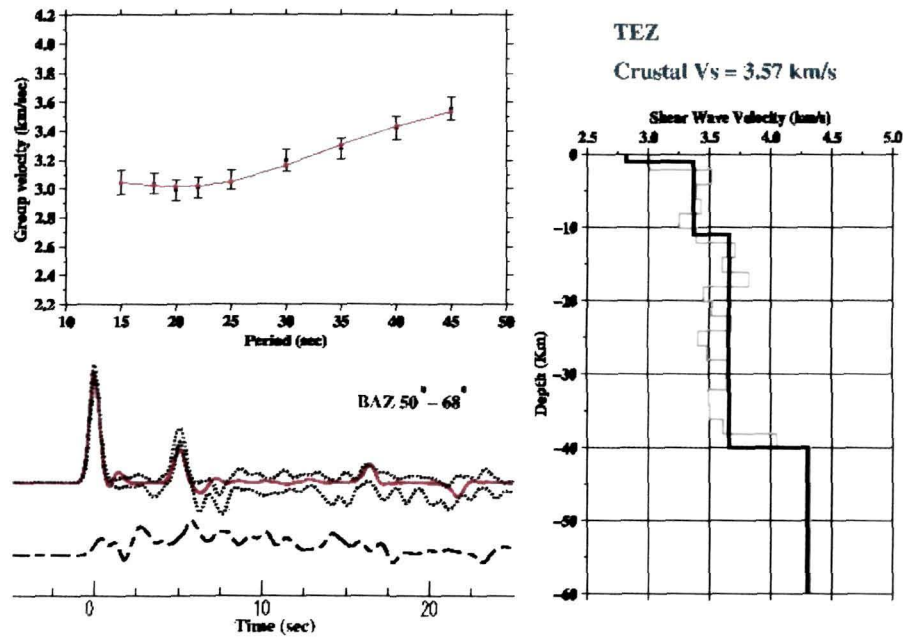 4.2
4.0
3.8
3.6
3.4
3.2
3.0
2.8
2.6
2.4
2.2
Group velocity (km/sec)
10 15 20 25 30 35 40 45 50
Period (sec)
BAZ 50° – 68°
0 10 20
Time (sec)
TEZ
Crustal Vs = 3.57 km/s
Shear Wave Velocity (km/s)
2.5 3.0 3.5 4.0 4.5 5.0
0
-10
-20
-30
-40
-50
-60
Depth (Km)